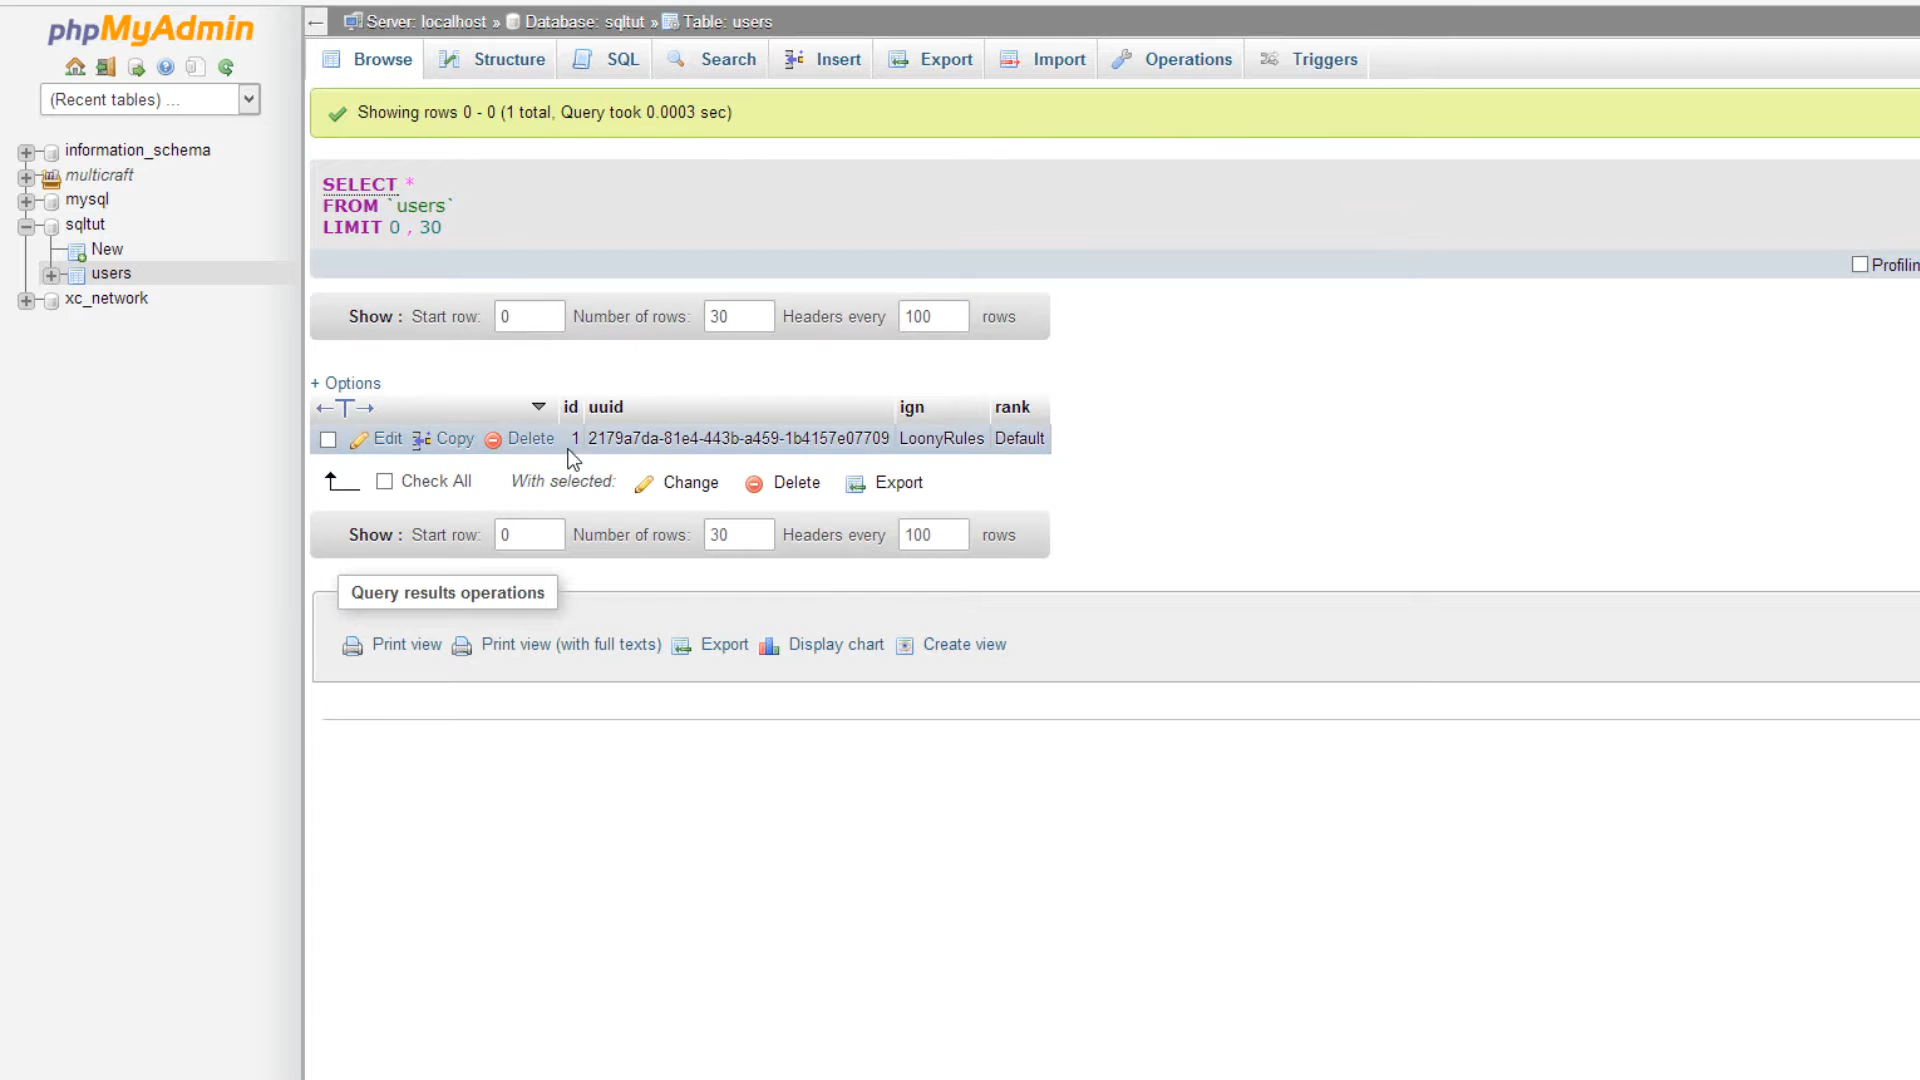 phpMyAdmin
(Recent tables) ...
information_schema
multicraft
mysql
sqltut
New
users
xc_network
Server: localhost » Database: sqltut » Table: users
Browse Structure SQL Search Insert Export Import Operations Triggers
Showing rows 0 - 0 (1 total, Query took 0.0003 sec)
SELECT *
FROM `users`
LIMIT 0 , 30
Profilin
Show : Start row: 0 Number of rows: 30 Headers every 100 rows
+ Options
←T→ id uuid ign rank
Edit Copy Delete 1 2179a7da-81e4-443b-a459-1b4157e07709 LoonyRules Default
Check All With selected: Change Delete Export
Show : Start row: 0 Number of rows: 30 Headers every 100 rows
Query results operations
Print view Print view (with full texts) Export Display chart Create view